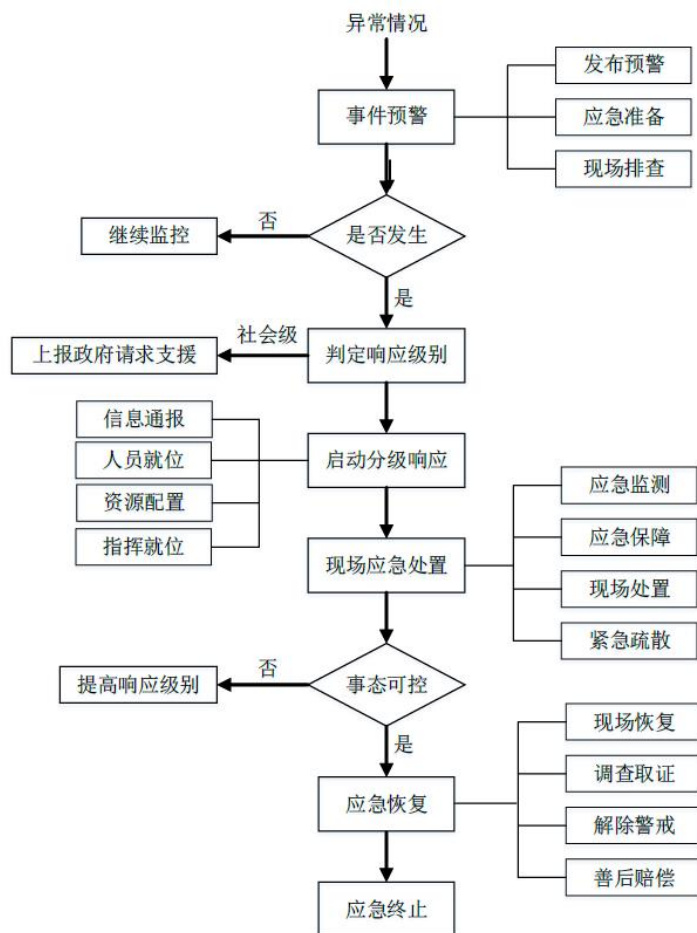 异常情况
事件预警
发布预警
应急准备
现场排查
是否发生
否
继续监控
是
判定响应级别
社会级
上报政府请求支援
启动分级响应
信息通报
人员就位
资源配置
指挥就位
现场应急处置
应急监测
应急保障
现场处置
紧急疏散
事态可控
否
提高响应级别
是
应急恢复
现场恢复
调查取证
解除警戒
善后赔偿
应急终止